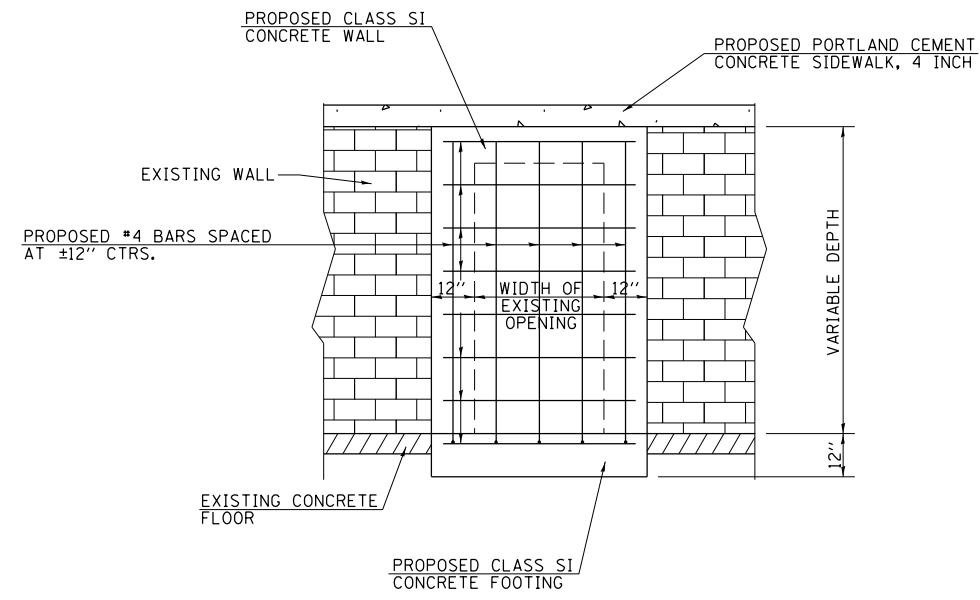 PROPOSED CLASS SI
CONCRETE WALL
PROPOSED PORTLAND CEMENT
CONCRETE SIDEWALK, 4 INCH
EXISTING WALL
PROPOSED #4 BARS SPACED
AT ±12" CTRS.
12"
WIDTH OF
EXISTING
OPENING
12"
VARIABLE DEPTH
12"
EXISTING CONCRETE
FLOOR
PROPOSED CLASS SI
CONCRETE FOOTING